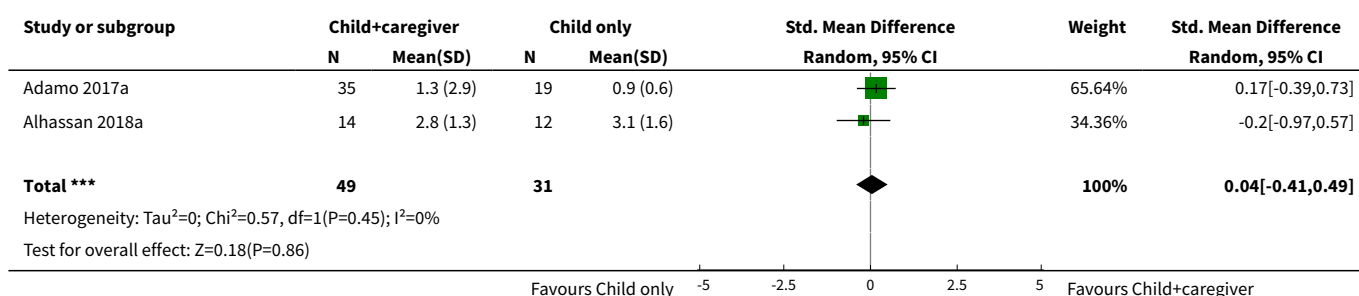 Study or subgroup Child+caregiver Child only Std. Mean Difference Weight Std. Mean Difference
N Mean(SD) N Mean(SD) Random, 95% CI Random, 95% CI
Adamo 2017a 35 1.3 (2.9) 19 0.9 (0.6) 65.64% 0.17[-0.39,0.73]
Alhassan 2018a 14 2.8 (1.3) 12 3.1 (1.6) 34.36% -0.2[-0.97,0.57]
Total *** 49 31 100% 0.04[-0.41,0.49]
Heterogeneity: Tau²=0; Chi²=0.57, df=1(P=0.45); I²=0%
Test for overall effect: Z=0.18(P=0.86)
Favours Child only -5 -2.5 0 2.5 5 Favours Child+caregiver